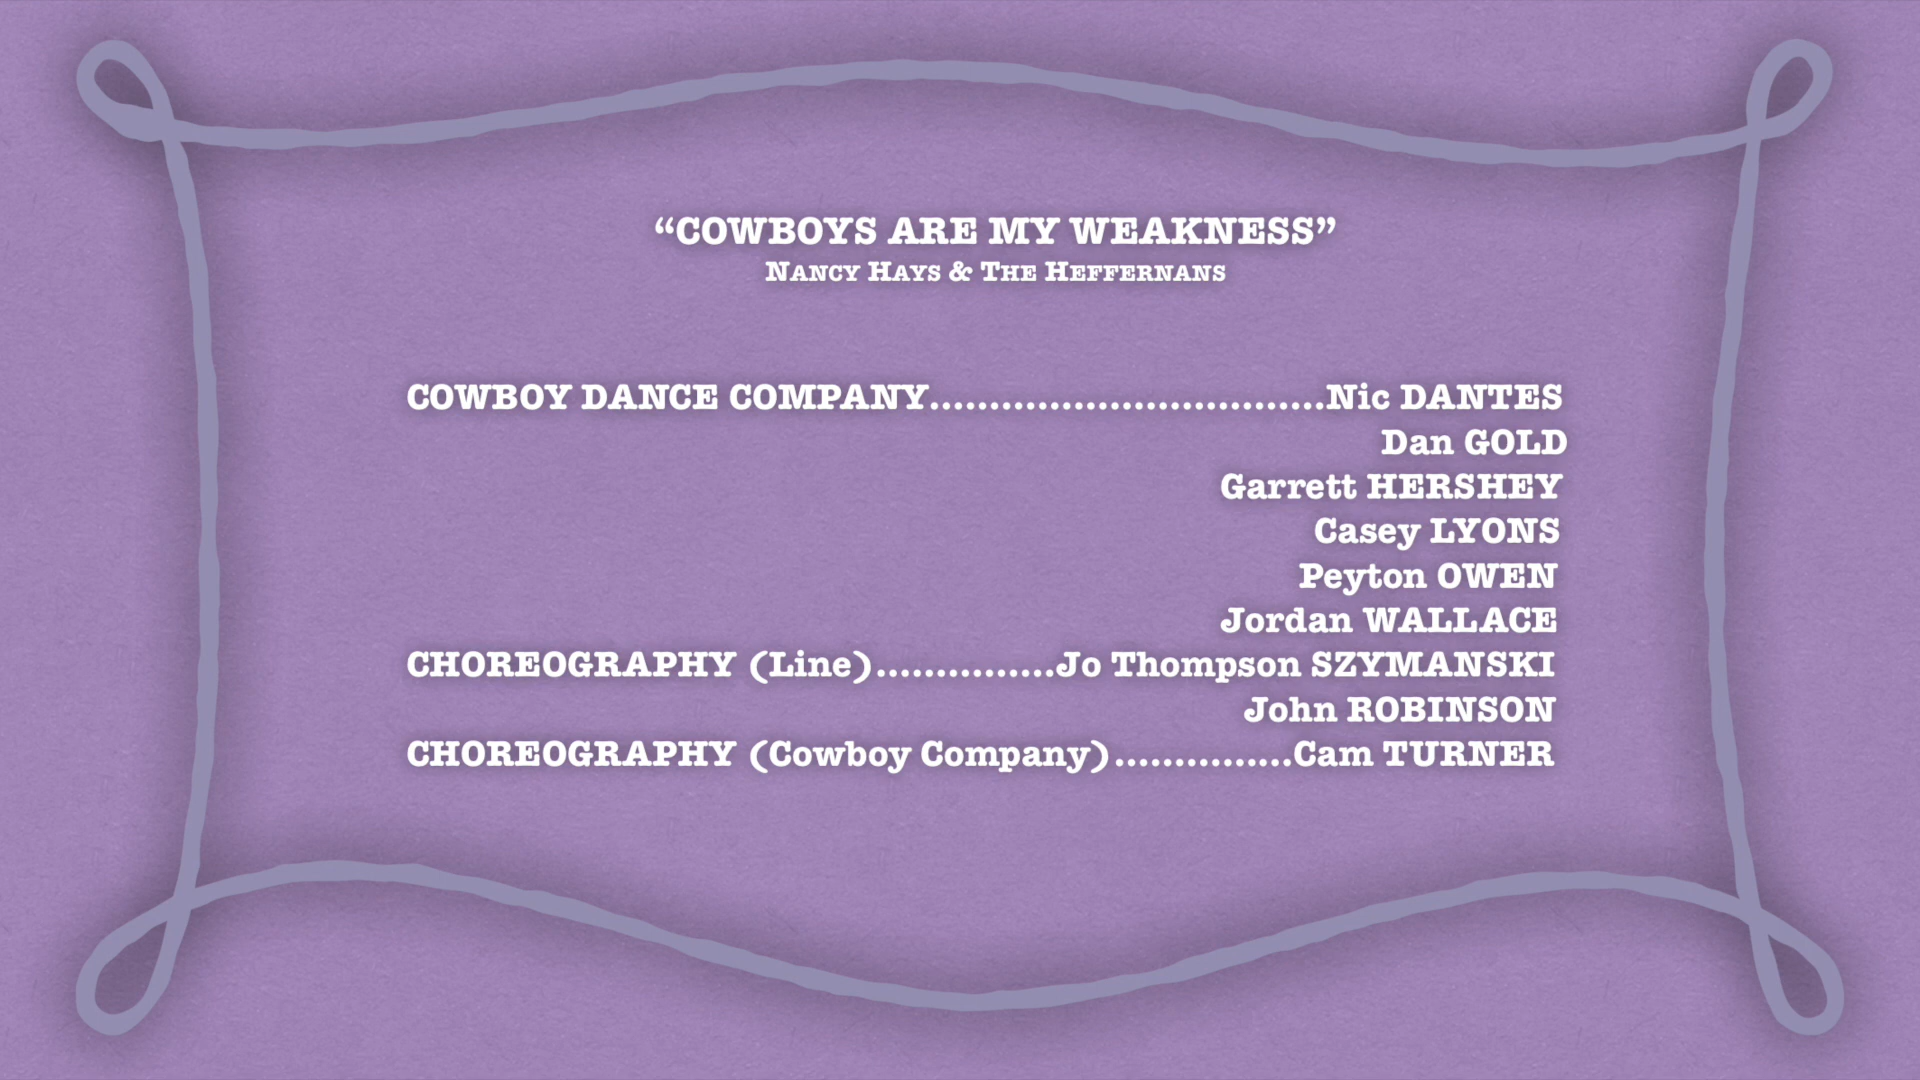 “COWBOYS ARE MY WEAKNESS”
NANCY HAYS & THE HEFFERNANS
COWBOY DANCE COMPANY.................................Nic DANTES
Dan GOLD
Garrett HERSHEY
Casey LYONS
Peyton OWEN
Jordan WALLACE
CHOREOGRAPHY (Line)...............Jo Thompson SZYMANSKI
John ROBINSON
CHOREOGRAPHY (Cowboy Company)...............Cam TURNER